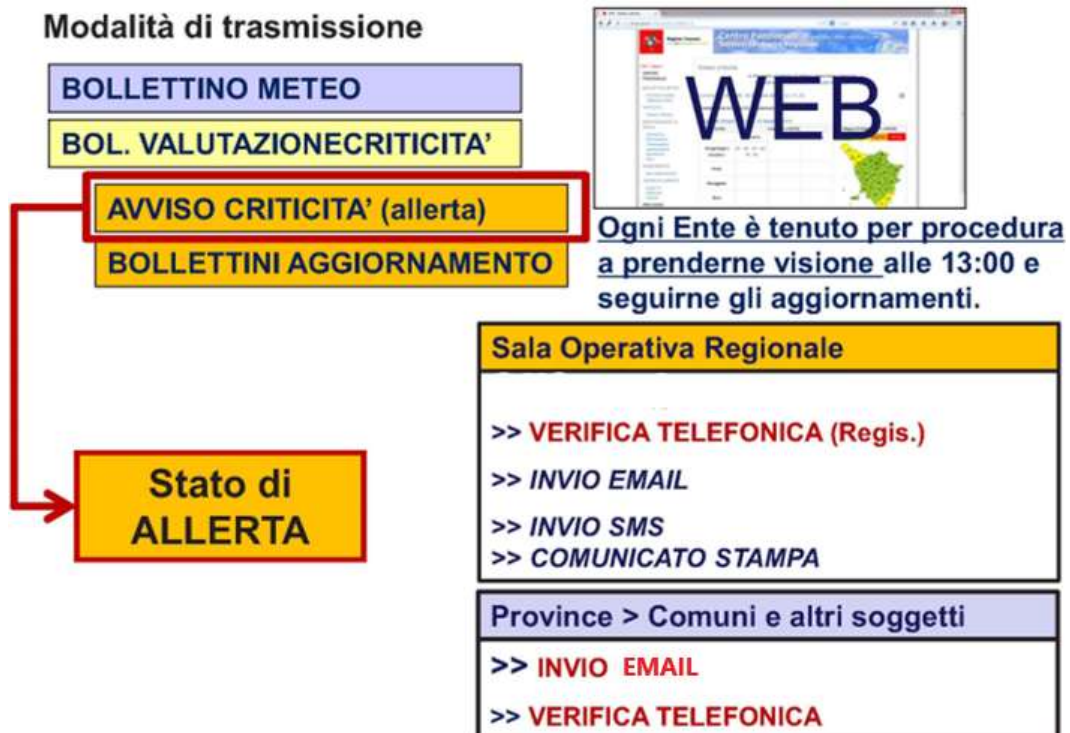 Modalità di trasmissione
BOLLETTINO METEO
BOL. VALUTAZIONECRITICITA’
AVVISO CRITICITA’ (allerta)
BOLLETTINI AGGIORNAMENTO
WEB
Ogni Ente è tenuto per procedura
a prenderne visione alle 13:00 e
seguirne gli aggiornamenti.
Sala Operativa Regionale
>> VERIFICA TELEFONICA (Regis.)
>> INVIO EMAIL
>> INVIO SMS
>> COMUNICATO STAMPA
Stato di
ALLERTA
Province > Comuni e altri soggetti
>> INVIO EMAIL
>> VERIFICA TELEFONICA